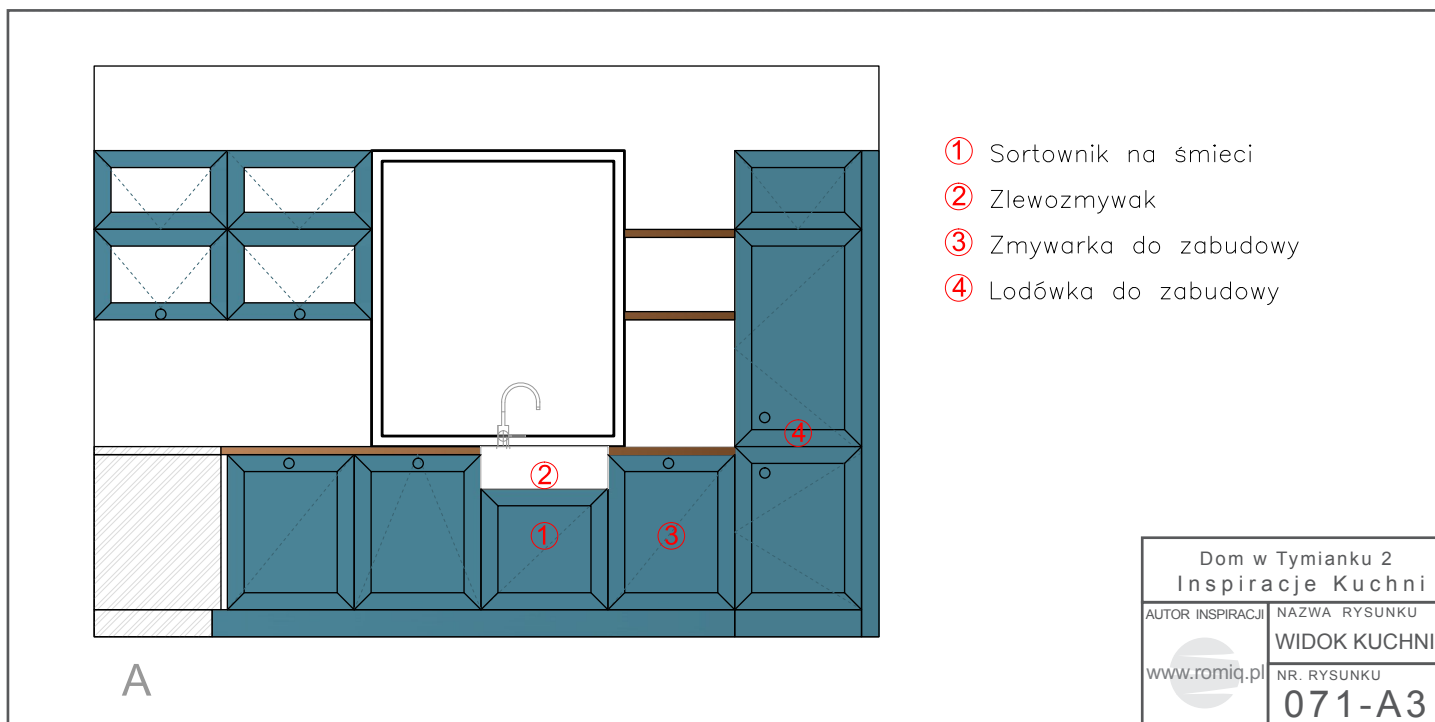 ① Sortownik na śmieci
② Zlewozmywak
③ Zmywarka do zabudowy
④ Lodówka do zabudowy
4
2
1
3
A
Dom w Tymianku 2
Inspiracje Kuchni
AUTOR INSPIRACJI
www.romiq.pl
NAZWA RYSUNKU
WIDOK KUCHNI
NR. RYSUNKU
071-A3